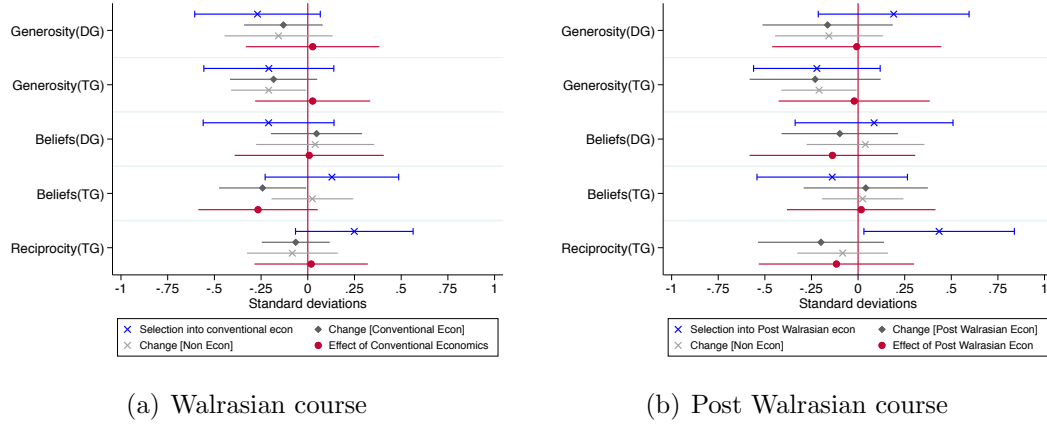 Generosity(DG)
Generosity(TG)
Beliefs(DG)
Beliefs(TG)
Reciprocity(TG)
-1 -.75 -.5 -.25 0 .25 .5 .75 1
Standard deviations
Selection into conventional econ Change [Conventional Econ]
Change [Non Econ] Effect of Conventional Economics
(a) Walrasian course
Generosity(DG)
Generosity(TG)
Beliefs(DG)
Beliefs(TG)
Reciprocity(TG)
-1 -.75 -.5 -.25 0 .25 .5 .75 1
Standard deviations
Selection into Post Walrasian econ Change [Post Walrasian Econ]
Change [Non Econ] Effect of Post Walrasian Econ
(b) Post Walrasian course